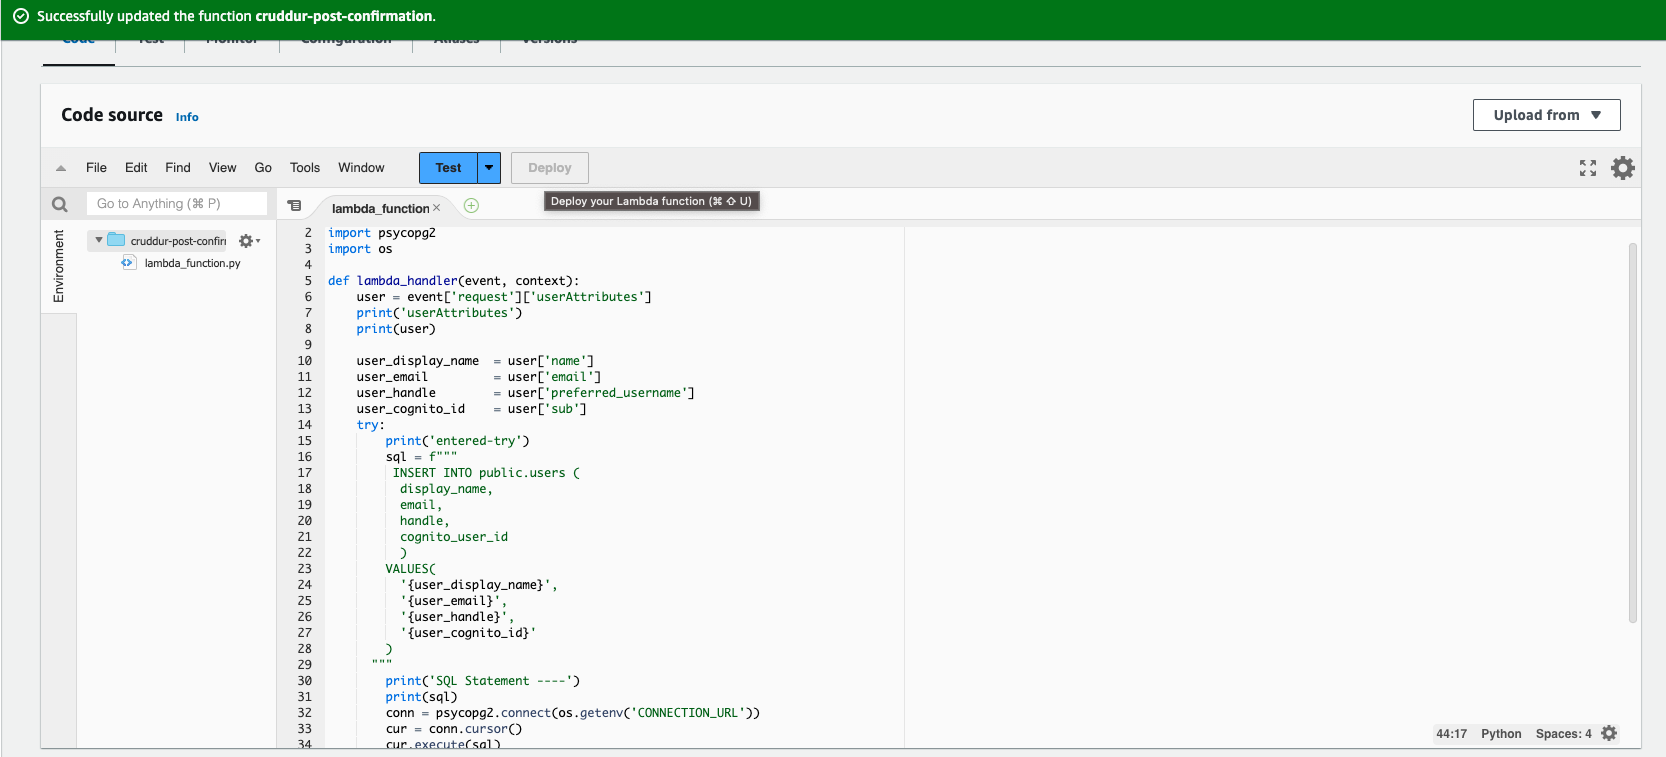 Successfully updated the function cruddur-post-confirmation.
Code Test Monitor Configuration Aliases Versions
Code source Info
Upload from
File Edit Find View Go Tools Window Test Deploy
Go to Anything (⌘ P)
lambda_function ×
Deploy your Lambda function (⌘ ⇧ U)
Environment
cruddur-post-confirm
lambda_function.py
2 import psycopg2
3 import os
4
5 def lambda_handler(event, context):
6 user = event['request']['userAttributes']
7 print('userAttributes')
8 print(user)
9
10 user_display_name = user['name']
11 user_email = user['email']
12 user_handle = user['preferred_username']
13 user_cognito_id = user['sub']
14 try:
15 print('entered-try')
16 sql = f"""
17 INSERT INTO public.users (
18 display_name,
19 email,
20 handle,
21 cognito_user_id
22 )
23 VALUES(
24 '{user_display_name}',
25 '{user_email}',
26 '{user_handle}',
27 '{user_cognito_id}'
28 )
29 """
30 print('SQL Statement ----')
31 print(sql)
32 conn = psycopg2.connect(os.getenv('CONNECTION_URL'))
33 cur = conn.cursor()
34 cur.execute(sql)
44:17 Python Spaces: 4